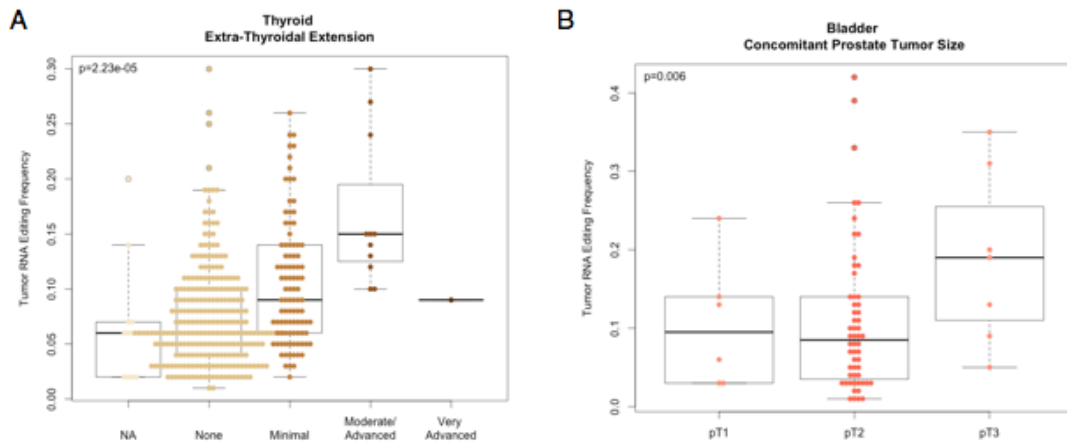 A
Thyroid
Extra-Thyroidal Extension
p=2.23e-05
Tumor RNA Editing Frequency
0.30
0.25
0.20
0.15
0.10
0.05
0.00
NA
None
Minimal
Moderate/
Advanced
Very
Advanced
B
Bladder
Concomitant Prostate Tumor Size
p=0.006
Tumor RNA Editing Frequency
0.4
0.3
0.2
0.1
0.0
pT1
pT2
pT3